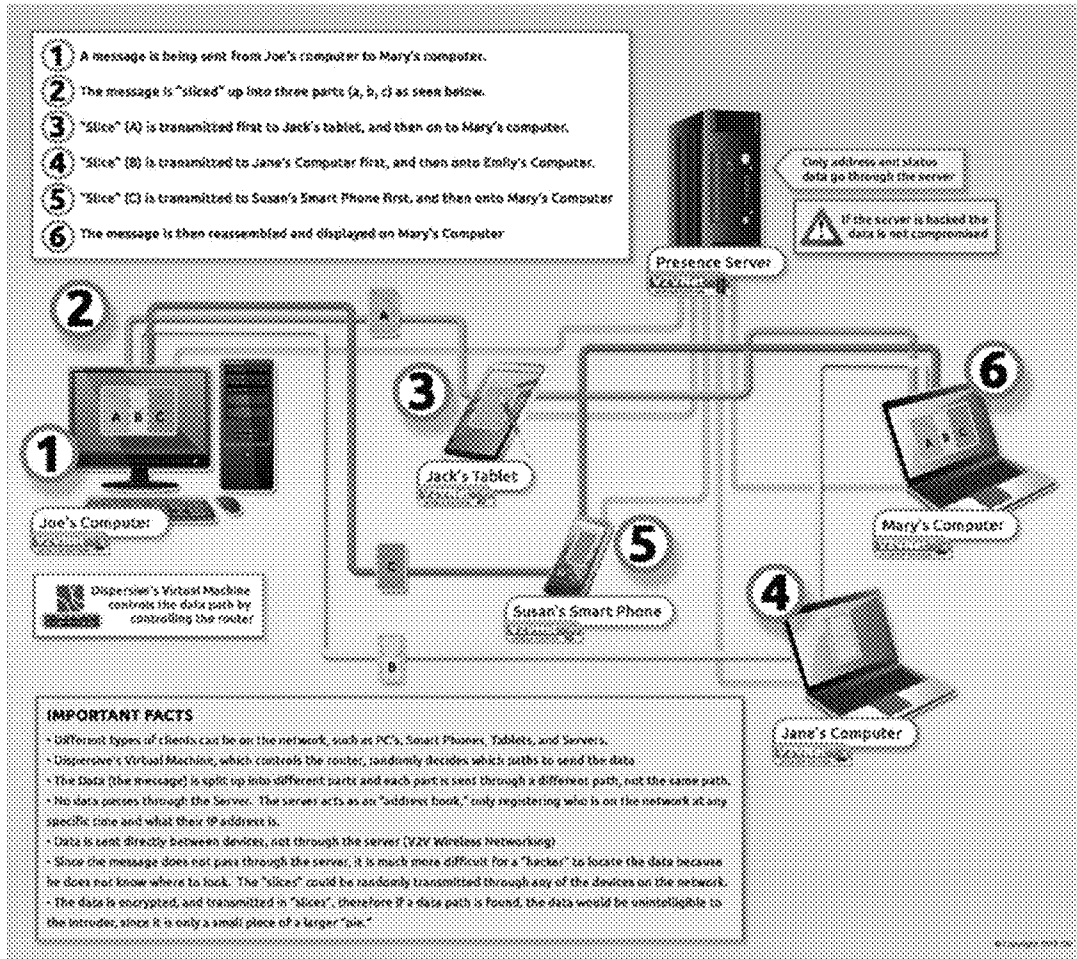 1 A message is being sent from Joe's computer to Mary's computer.
2 The message is "sliced" up into three parts (a, b, c) as seen below.
3 "Slice" (A) is transmitted first to Jack's tablet, and then on to Mary's computer.
4 "Slice" (B) is transmitted to Jane's Computer first, and then onto Emily's Computer.
5 "Slice" (C) is transmitted to Susan's Smart Phone first, and then onto Mary's Computer
6 The message is then reassembled and displayed on Mary's Computer
Only address and status
data go through the server
If the server is hacked the
data is not compromised
Presence Server
2
A
3
6
A B C
1
A B C
Jack's Tablet
Joe's Computer
Mary's Computer
5
C
4
Dispersive's Virtual Machine
controls the data path by
controlling the router
Susan's Smart Phone
B
Jane's Computer
IMPORTANT FACTS
• Different types of clients can be on the network, such as PC's, Smart Phones, Tablets, and Servers.
• Dispersive's Virtual Machine, which controls the router, randomly decides which paths to send the data
• The Data (the message) is split up into different parts and each part is sent through a different path, not the same path.
• No data passes through the Server. The server acts as an "address book," only registering who is on the network at any
specific time and what their IP address is.
• Data is sent directly between devices, not through the server (V2V Wireless Networking)
• Since the message does not pass through the server, it is much more difficult for a "hacker" to locate the data because
he does not know where to look. The "slices" could be randomly transmitted through any of the devices on the network.
• The data is encrypted, and transmitted in "slices", therefore if a data path is found, the data would be unintelligible to
the intruder, since it is only a small piece of a larger "pie."